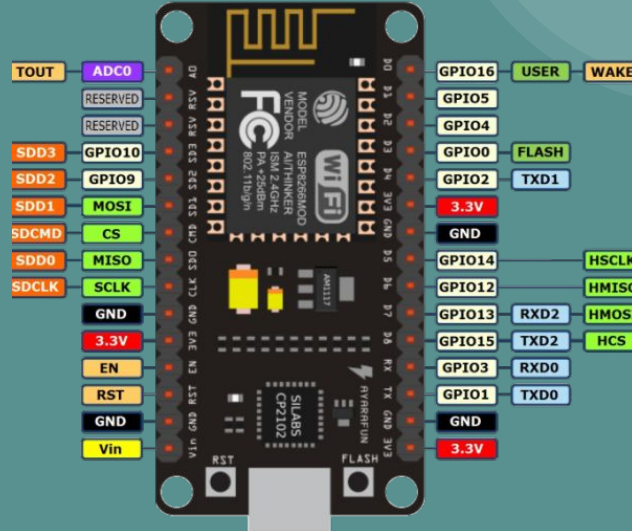 TOUT ADC0 A0 D0 GPIO16 USER WAKE
RESERVED RSV D1 GPIO5
RESERVED RSV D2 GPIO4
SDD3 GPIO10 SD3 D3 GPIO0 FLASH
SDD2 GPIO9 SD2 D4 GPIO2 TXD1
SDD1 MOSI SD1 3V3 3.3V
SDCMD CS CMD GND GND
SDD0 MISO SD0 D5 GPIO14 HSCLK
SDCLK SCLK CLK D6 GPIO12 HMISO
GND GND D7 GPIO13 RXD2 HMOSI
3.3V 3V3 D8 GPIO15 TXD2 HCS
EN EN RX GPIO3 RXD0
RST RST TX GPIO1 TXD0
GND GND GND GND
Vin Vin 3V3 3.3V
MODEL ESP8266MOD
VENDOR AI/THINKER
ISM 2.4GHz
PA +25dBm
802.11b/g/n
FC
Wi Fi
AM1117
SILABS
CP2102
AYARAFUN
RST
FLASH